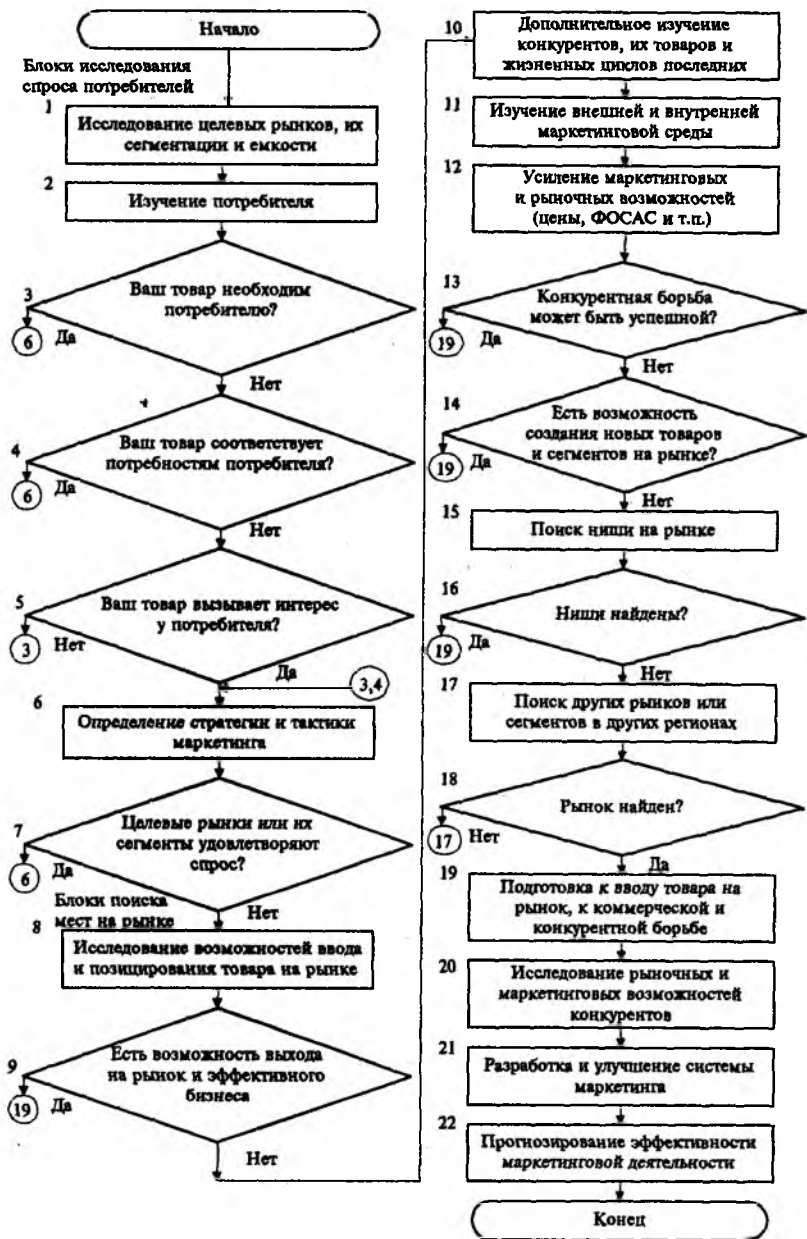 Начало
Блоки исследования
спроса потребителей
1
Исследование целевых рынков, их
сегментации и емкости
2
Изучение потребителя
3
Ваш товар необходим
потребителю?
6
Да
Нет
4
Ваш товар соответствует
потребностям потребителя?
6
Да
Нет
5
Ваш товар вызывает интерес
у потребителя?
3
Нет
Да
3,4
6
Определение стратегии и тактики
маркетинга
7
Целевые рынки или их
сегменты удовлетворяют
спрос?
6
Да
Нет
Блоки поиска
мест на рынке
8
Исследование возможностей ввода
и позицирования товара на рынке
9
Есть возможность выхода
на рынок и эффективного
бизнеса
19
Да
Нет
10
Дополнительное изучение
конкурентов, их товаров и
жизненных циклов последних
11
Изучение внешней и внутренней
маркетинговой среды
12
Усиление маркетинговых
и рыночных возможностей
(цены, ФОСАС и т.п.)
13
Конкурентная борьба
может быть успешной?
19
Да
Нет
14
Есть возможность
создания новых товаров
и сегментов на рынке?
19
Да
Нет
15
Поиск ниши на рынке
16
Ниши найдены?
19
Да
Нет
17
Поиск других рынков или
сегментов в других регионах
18
Рынок найден?
17
Нет
Да
19
Подготовка к вводу товара на
рынок, к коммерческой и
конкурентной борьбе
20
Исследование рыночных и
маркетинговых возможностей
конкурентов
21
Разработка и улучшение системы
маркетинга
22
Прогнозирование эффективности
маркетинговой деятельности
Конец